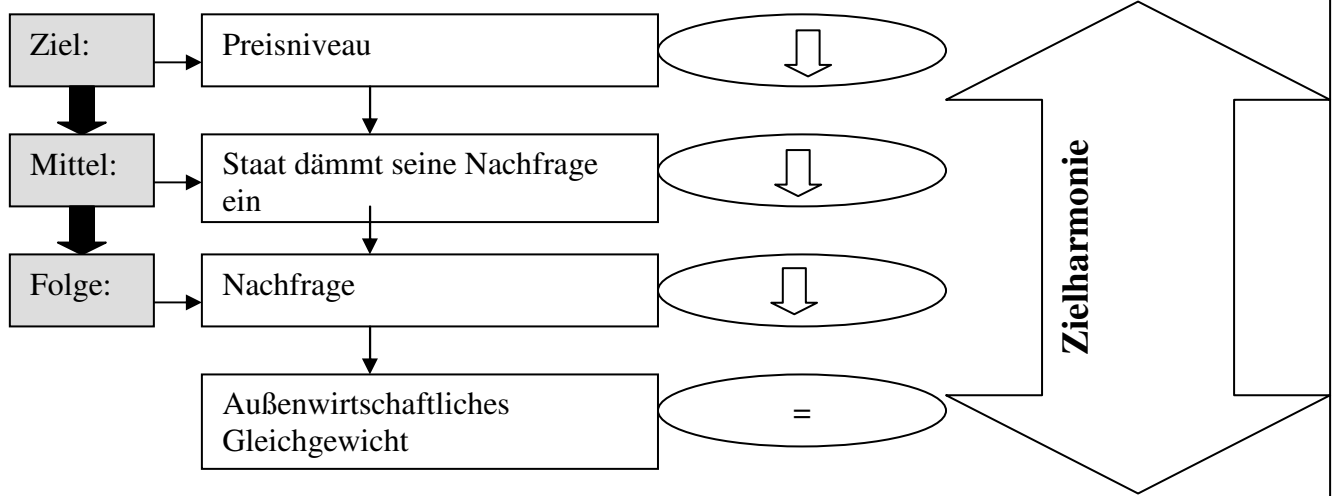 Ziel:
Preisniveau
Mittel:
Staat dämmt seine Nachfrage
ein
Folge:
Nachfrage
Außenwirtschaftliches
Gleichgewicht
=
Zielharmonie